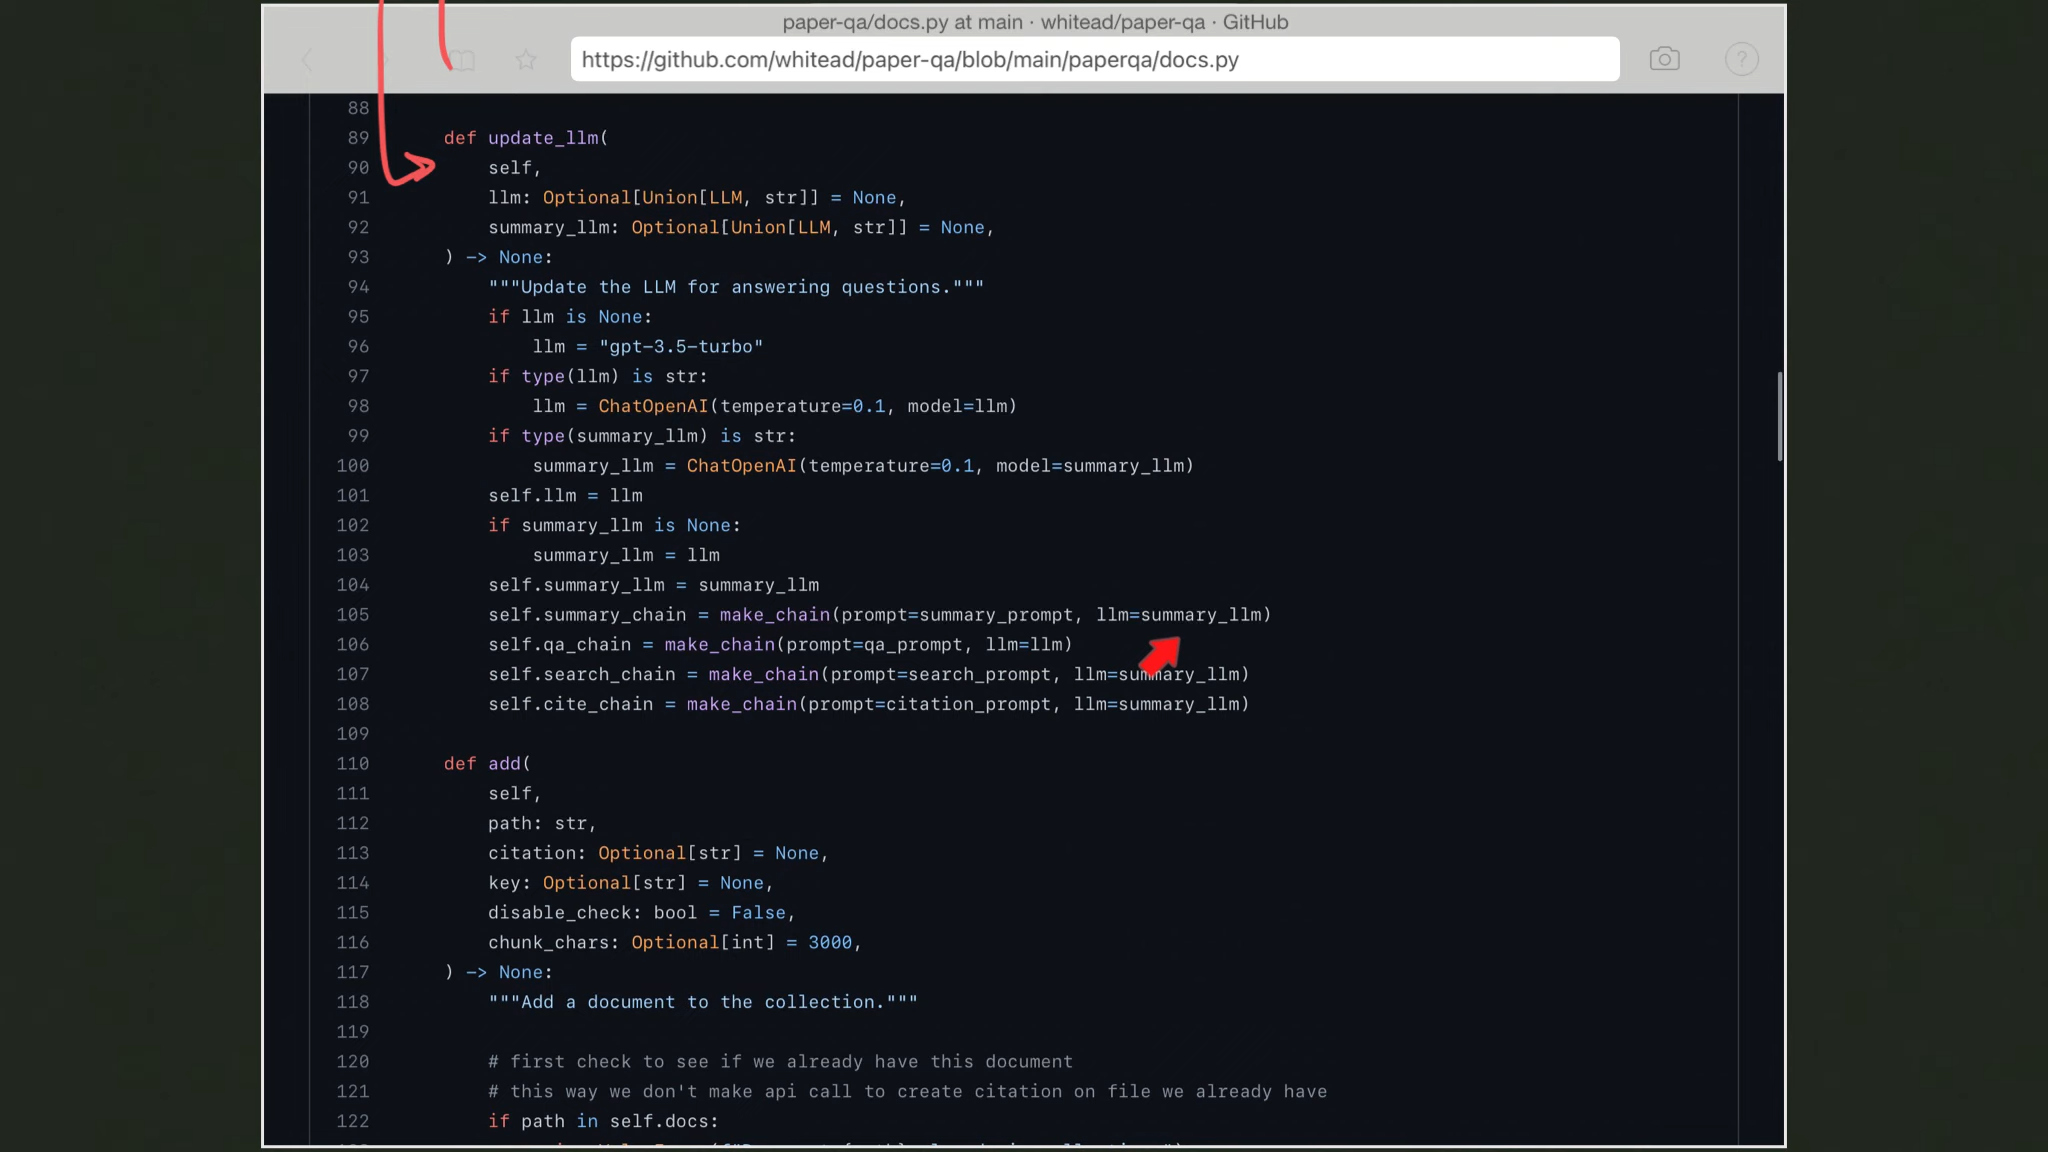 paper-qa/docs.py at main · whitead/paper-qa · GitHub
https://github.com/whitead/paper-qa/blob/main/paperqa/docs.py
?
88
89 def update_llm(
90 self,
91 llm: Optional[Union[LLM, str]] = None,
92 summary_llm: Optional[Union[LLM, str]] = None,
93 ) -> None:
94 """Update the LLM for answering questions."""
95 if llm is None:
96 llm = "gpt-3.5-turbo"
97 if type(llm) is str:
98 llm = ChatOpenAI(temperature=0.1, model=llm)
99 if type(summary_llm) is str:
100 summary_llm = ChatOpenAI(temperature=0.1, model=summary_llm)
101 self.llm = llm
102 if summary_llm is None:
103 summary_llm = llm
104 self.summary_llm = summary_llm
105 self.summary_chain = make_chain(prompt=summary_prompt, llm=summary_llm)
106 self.qa_chain = make_chain(prompt=qa_prompt, llm=llm)
107 self.search_chain = make_chain(prompt=search_prompt, llm=summary_llm)
108 self.cite_chain = make_chain(prompt=citation_prompt, llm=summary_llm)
109
110 def add(
111 self,
112 path: str,
113 citation: Optional[str] = None,
114 key: Optional[str] = None,
115 disable_check: bool = False,
116 chunk_chars: Optional[int] = 3000,
117 ) -> None:
118 """Add a document to the collection."""
119
120 # first check to see if we already have this document
121 # this way we don't make api call to create citation on file we already have
122 if path in self.docs: